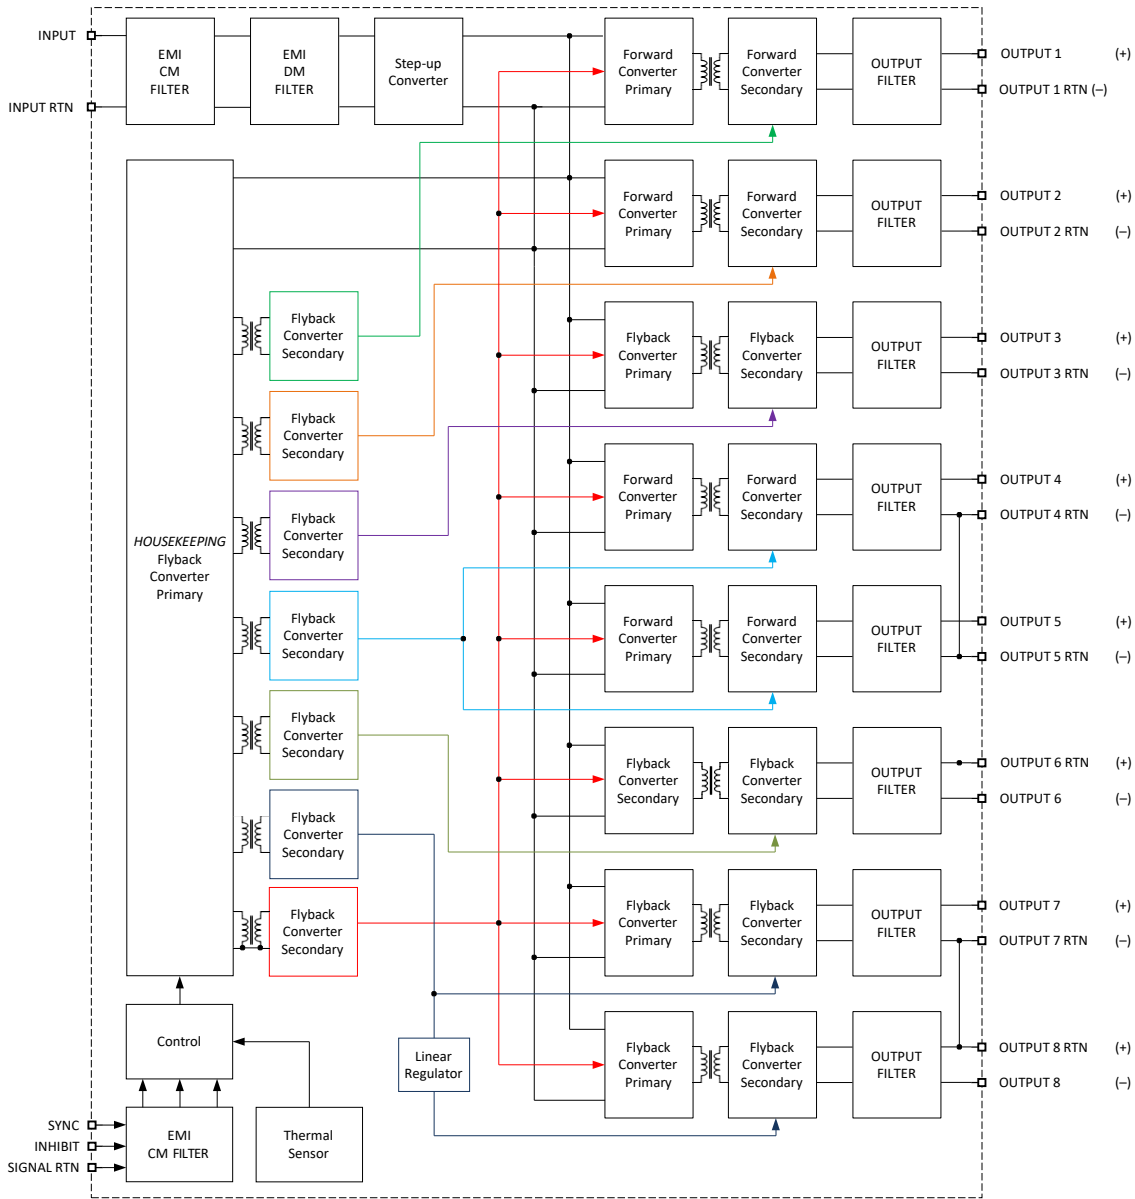 INPUT
INPUT RTN
EMI
CM
FILTER
EMI
DM
FILTER
Step-up
Converter
Forward
Converter
Primary
Forward
Converter
Secondary
OUTPUT
FILTER
OUTPUT 1 (+)
OUTPUT 1 RTN (–)
Forward
Converter
Primary
Forward
Converter
Secondary
OUTPUT
FILTER
OUTPUT 2 (+)
OUTPUT 2 RTN (–)
Flyback
Converter
Primary
Flyback
Converter
Secondary
OUTPUT
FILTER
OUTPUT 3 (+)
OUTPUT 3 RTN (–)
Forward
Converter
Primary
Forward
Converter
Secondary
OUTPUT
FILTER
OUTPUT 4 (+)
OUTPUT 4 RTN (–)
Forward
Converter
Primary
Forward
Converter
Secondary
OUTPUT
FILTER
OUTPUT 5 (+)
OUTPUT 5 RTN (–)
Flyback
Converter
Secondary
Flyback
Converter
Secondary
OUTPUT
FILTER
OUTPUT 6 RTN (+)
OUTPUT 6 (–)
Flyback
Converter
Primary
Flyback
Converter
Secondary
OUTPUT
FILTER
OUTPUT 7 (+)
OUTPUT 7 RTN (–)
Flyback
Converter
Primary
Flyback
Converter
Secondary
OUTPUT
FILTER
OUTPUT 8 RTN (+)
OUTPUT 8 (–)
HOUSEKEEPING
Flyback
Converter
Primary
Flyback
Converter
Secondary
Flyback
Converter
Secondary
Flyback
Converter
Secondary
Flyback
Converter
Secondary
Flyback
Converter
Secondary
Flyback
Converter
Secondary
Flyback
Converter
Secondary
Control
Linear
Regulator
SYNC
INHIBIT
SIGNAL RTN
EMI
CM FILTER
Thermal
Sensor